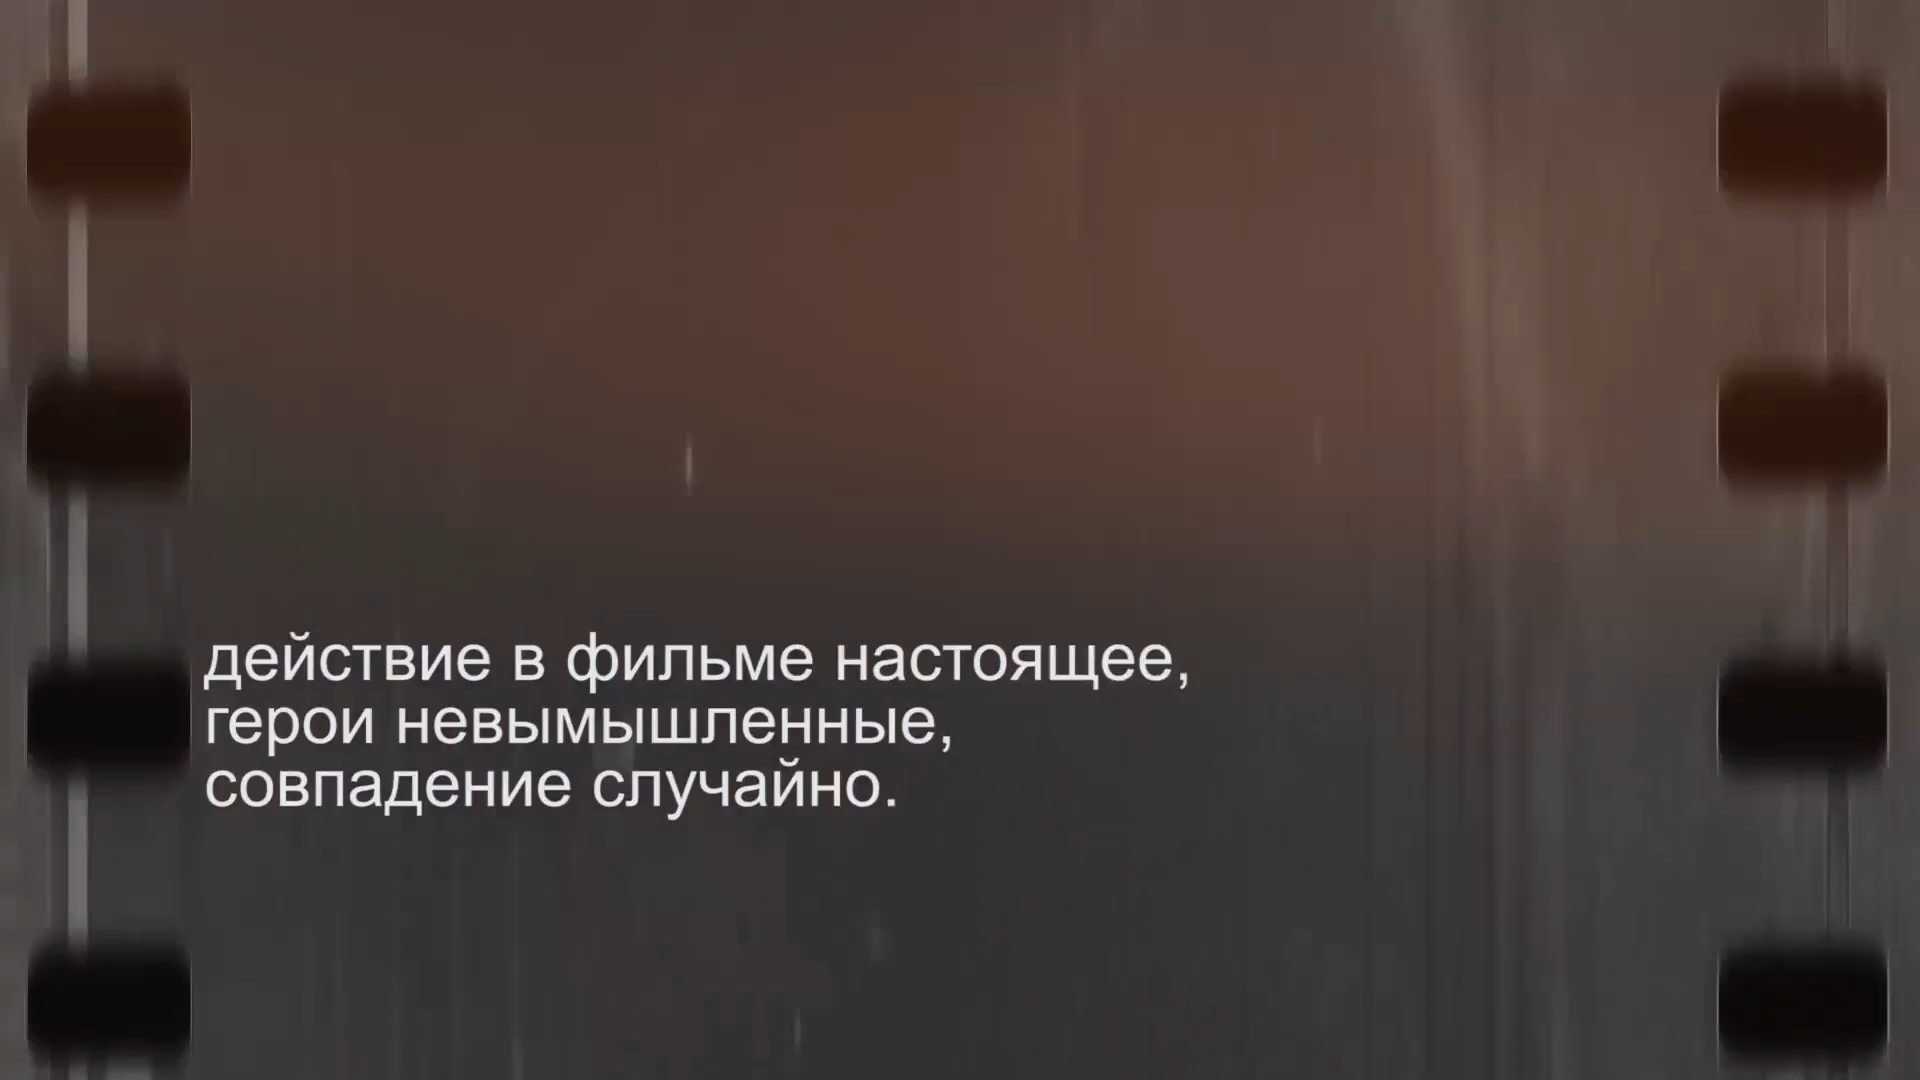 действие в фильме настоящее,
герои невымышленные,
совпадение случайно.